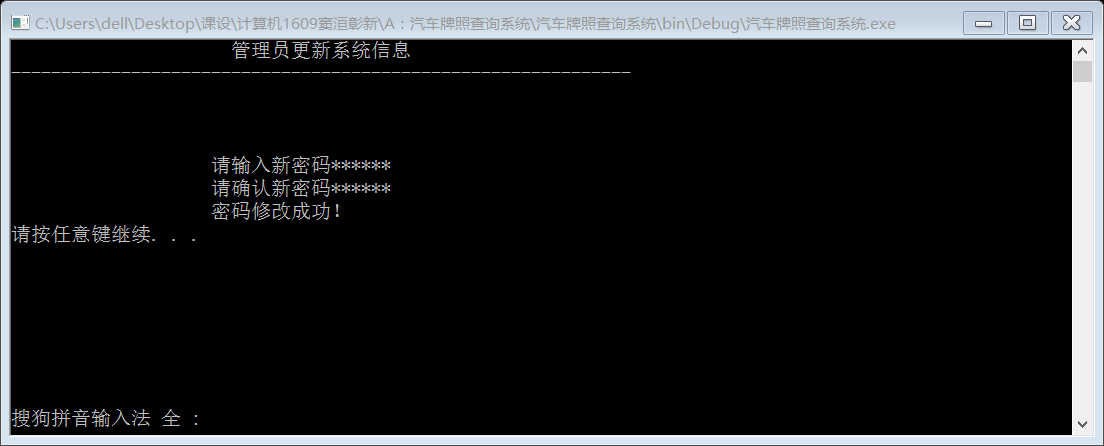 C:\Users\dell\Desktop\课设\计算机1609窦洹彰新\A：汽车牌照查询系统\汽车牌照查询系统\bin\Debug\汽车牌照查询系统.exe
管理员更新系统信息
--------------------------------------------------------------
请输入新密码******
请确认新密码******
密码修改成功！
请按任意键继续. . .
搜狗拼音输入法 全 :